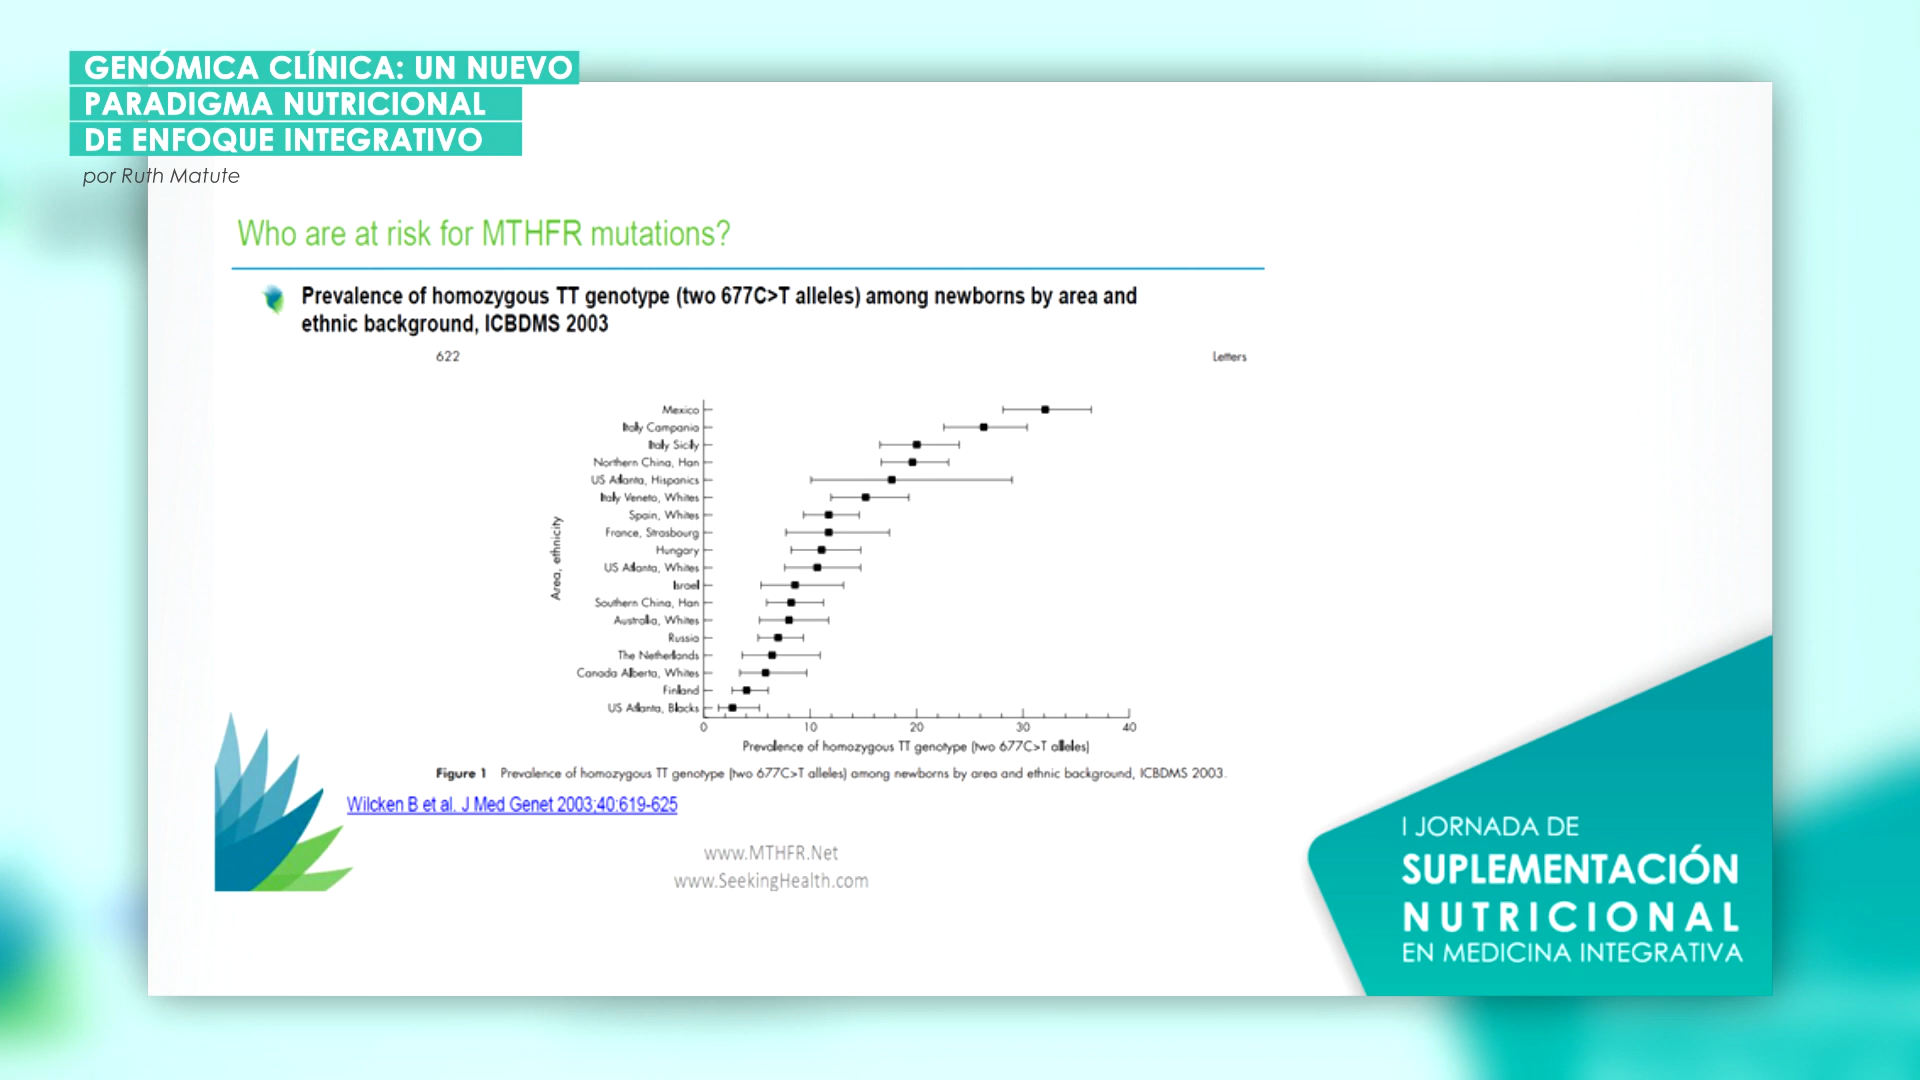 GENÓMICA CLÍNICA: UN NUEVO
PARADIGMA NUTRICIONAL
DE ENFOQUE INTEGRATIVO
por Ruth Matute
Who are at risk for MTHFR mutations?
Prevalence of homozygous TT genotype (two 677C>T alleles) among newborns by area and
ethnic background, ICBDMS 2003
622
Letters
Area, ethnicity
Mexico
Italy Campania
Italy Sicily
Northern China, Han
US Atlanta, Hispanics
Italy Veneto, Whites
Spain, Whites
France, Strasbourg
Hungary
US Atlanta, Whites
Israel
Southern China, Han
Australia, Whites
Russia
The Netherlands
Canada Alberta, Whites
Finland
US Atlanta, Blacks
0 10 20 30 40
Prevalence of homozygous TT genotype (two 677C>T alleles)
Figure 1 Prevalence of homozygous TT genotype (two 677C>T alleles) among newborns by area and ethnic background, ICBDMS 2003.
Wilcken B et al. J Med Genet 2003;40:619-625
www.MTHFR.Net
www.SeekingHealth.com
I JORNADA DE
SUPLEMENTACIÓN
NUTRICIONAL
EN MEDICINA INTEGRATIVA